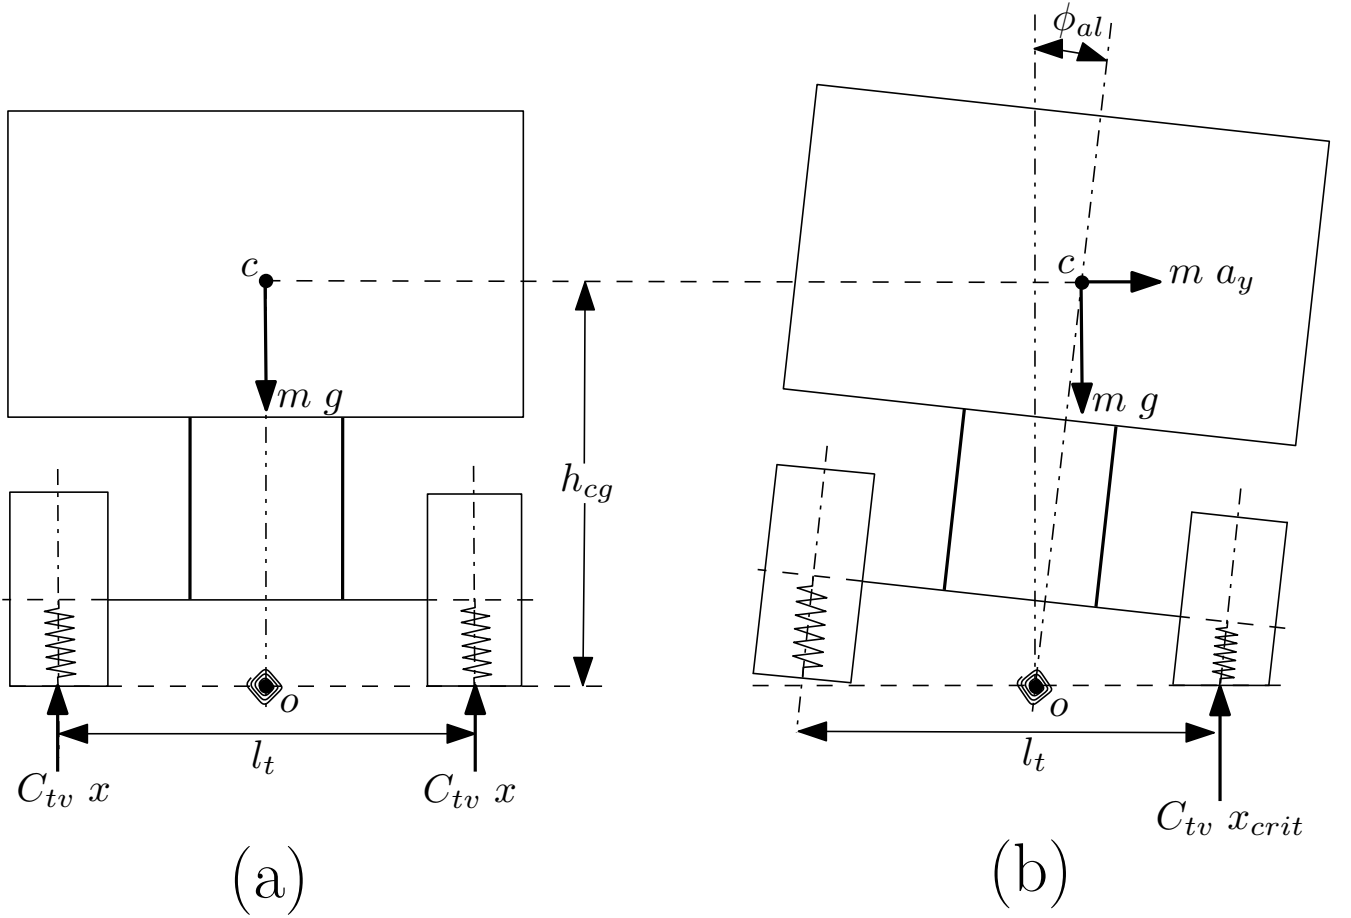 ϕ_al
c
m g
c
m a_y
m g
h_cg
o
l_t
C_tv x
C_tv x
o
l_t
C_tv x_crit
(a)
(b)